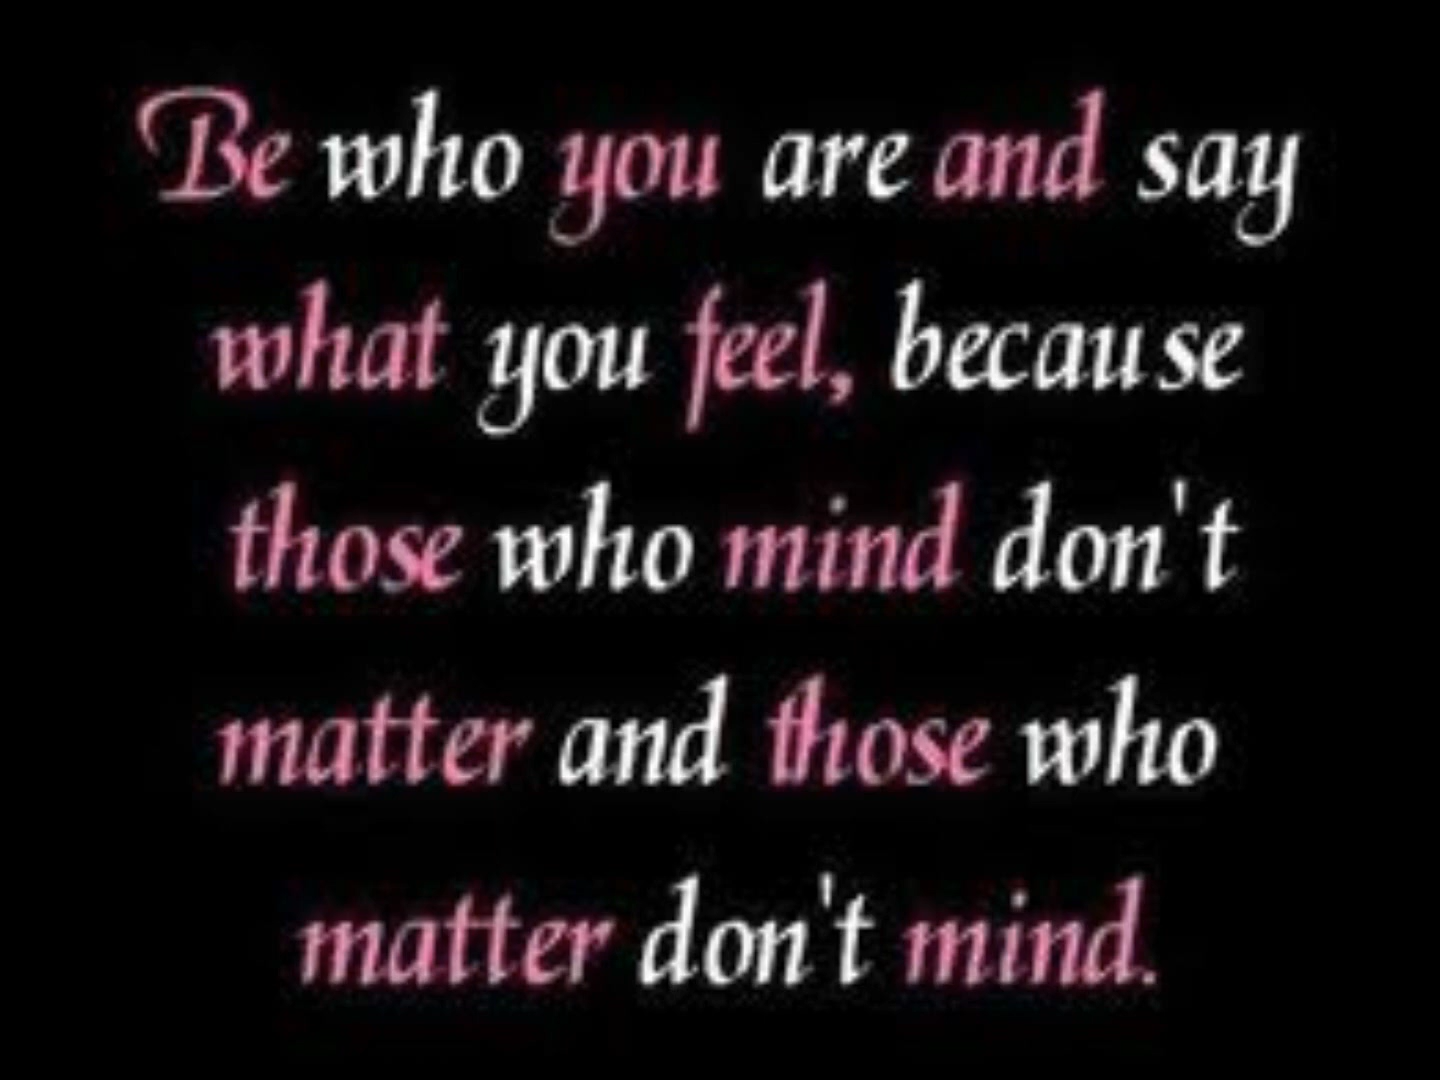 Be who you are and say
what you feel, because
those who mind don't
matter and those who
matter don't mind.